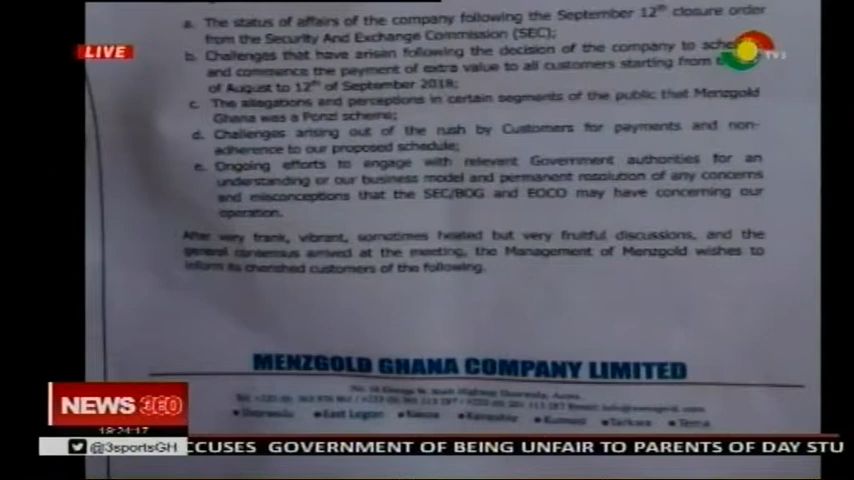 a. The status of affairs of the company following the September 12th closure order
from the Security And Exchange Commission (SEC);
LIVE
b. Challenges that have arisen following the decision of the company to
TV3
and commence the payment of extra value to all customers starting from
of August to 12th of September 2018;
c. The allegations and perceptions in certain segments of the public that Menzgold
Ghana was a Ponzi scheme;
d. Challenges arising out of the rush by Customers for payments and non-
adherence to our proposed schedule;
e. Ongoing efforts to engage with relevant Government authorities for an
understanding or our business model and permanent resolution of any concerns
and misconceptions that the SEC/BOG and EOCO may have concerning our
operation.
After very frank, vibrant, sometimes heated but very fruitful discussions, and the
general consensus arrived at the meeting, the Management of Menzgold wishes to
inform its cherished customers of the following.
MENZGOLD GHANA COMPANY LIMITED
• Dzorwulu • East Legon • Kumasi • Tarkwa • Tema
NEWS 360
19:24:17
@3sportsGH
CCUSES GOVERNMENT OF BEING UNFAIR TO PARENTS OF DAY STU